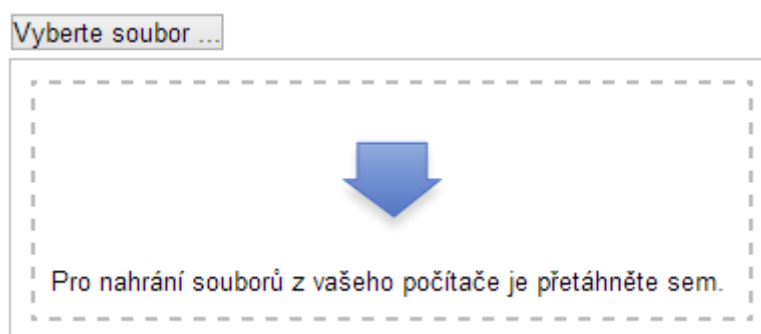 Vyberte soubor ...
Pro nahrání souborů z vašeho počítače je přetáhněte sem.